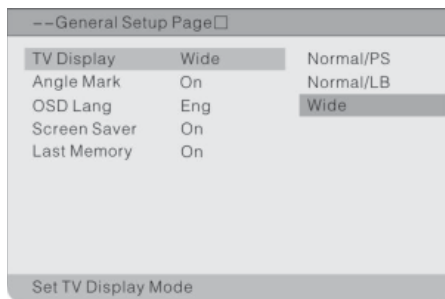 --General Setup Page□
TV Display Wide Normal/PS
Angle Mark On Normal/LB
OSD Lang Eng Wide
Screen Saver On
Last Memory On
Set TV Display Mode